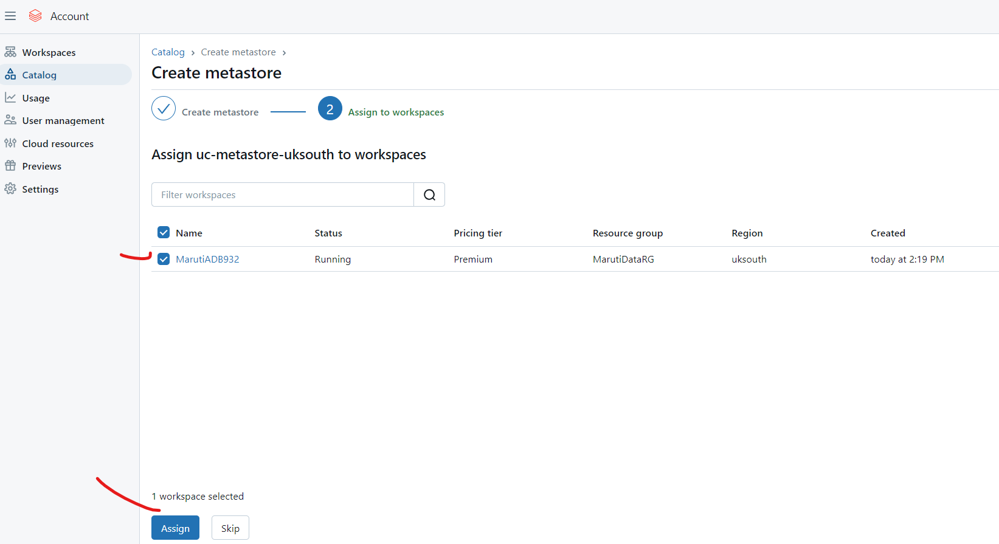 Account
Workspaces
Catalog
Usage
User management
Cloud resources
Previews
Settings
Catalog › Create metastore ›
Create metastore
Create metastore 2 Assign to workspaces
Assign uc-metastore-uksouth to workspaces
Filter workspaces
Name Status Pricing tier Resource group Region Created
MarutiADB932 Running Premium MarutiDataRG uksouth today at 2:19 PM
1 workspace selected
Assign Skip